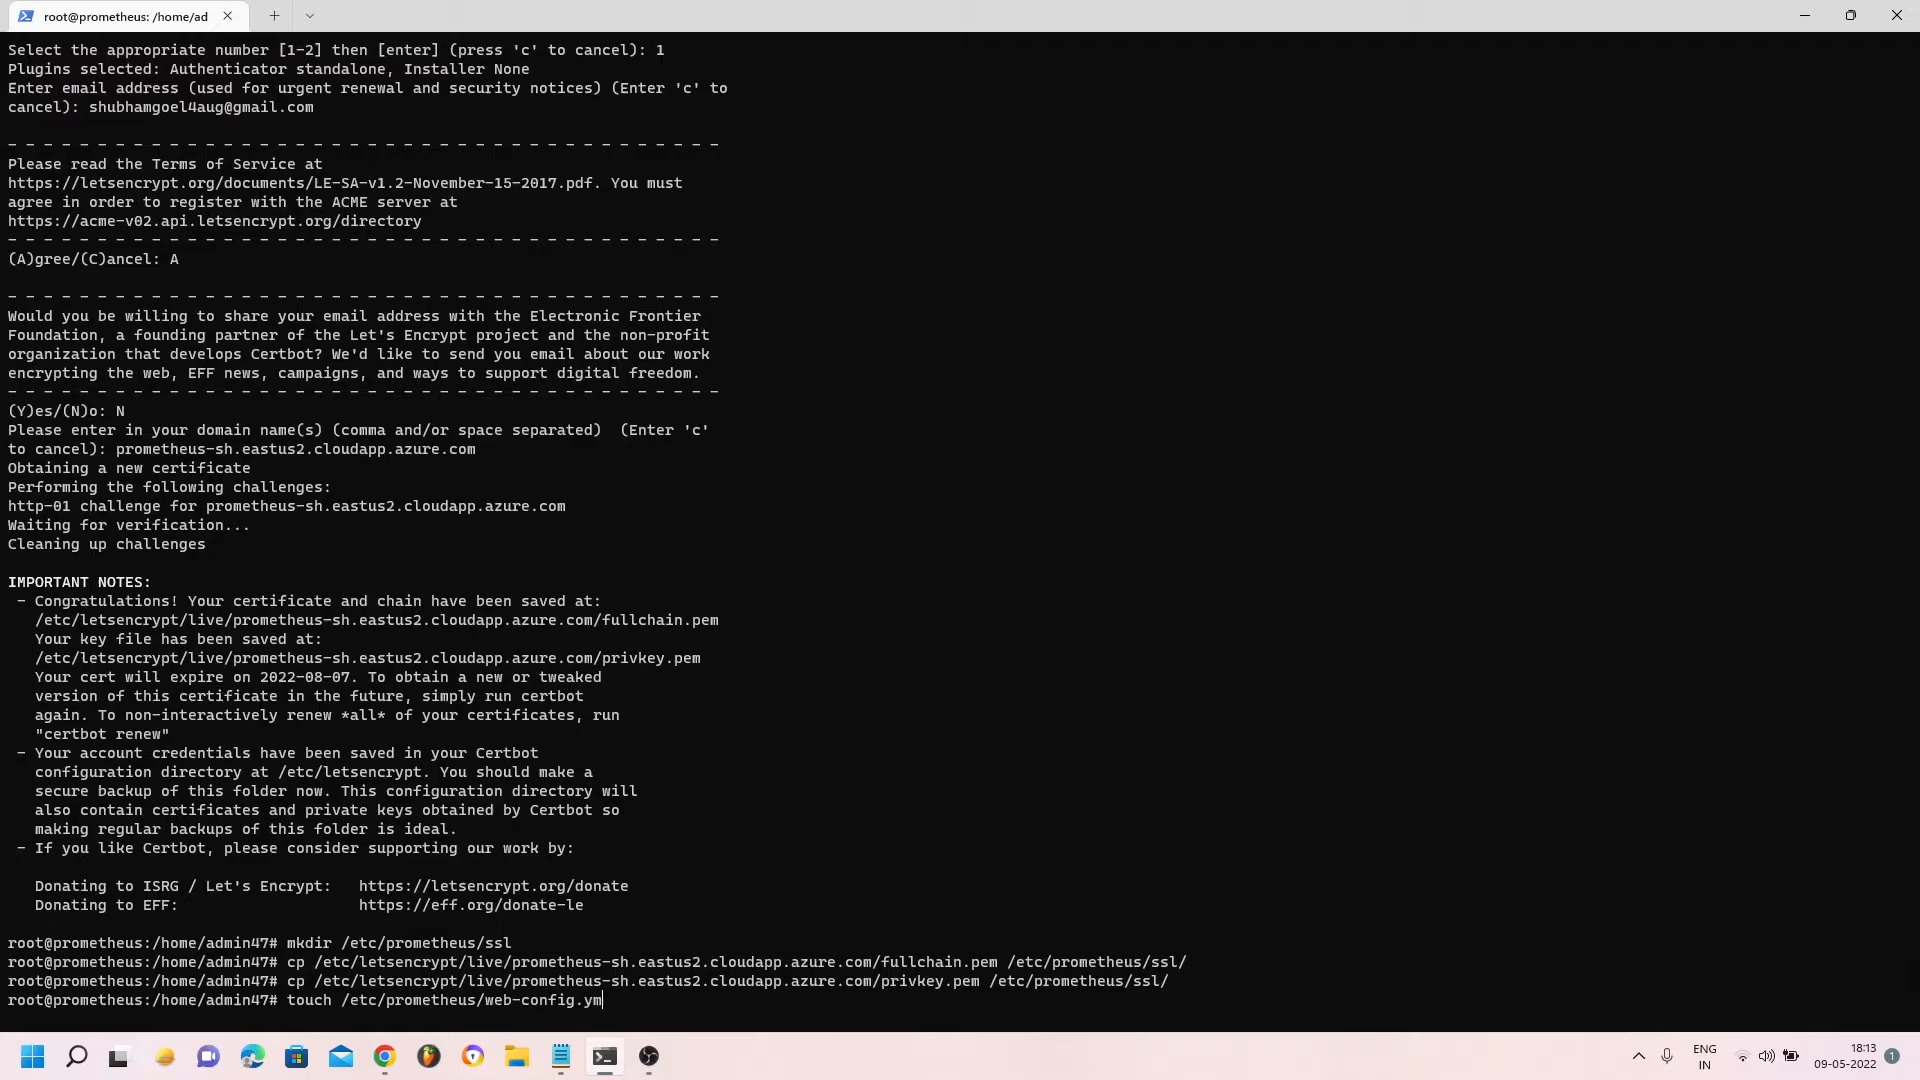 root@prometheus: /home/ad
Select the appropriate number [1-2] then [enter] (press 'c' to cancel): 1
Plugins selected: Authenticator standalone, Installer None
Enter email address (used for urgent renewal and security notices) (Enter 'c' to
cancel): shubhamgoel4aug@gmail.com
- - - - - - - - - - - - - - - - - - - - - - - - - - - - - - - - - - - - - - - -
Please read the Terms of Service at
https://letsencrypt.org/documents/LE-SA-v1.2-November-15-2017.pdf. You must
agree in order to register with the ACME server at
https://acme-v02.api.letsencrypt.org/directory
- - - - - - - - - - - - - - - - - - - - - - - - - - - - - - - - - - - - - - - -
(A)gree/(C)ancel: A
- - - - - - - - - - - - - - - - - - - - - - - - - - - - - - - - - - - - - - - -
Would you be willing to share your email address with the Electronic Frontier
Foundation, a founding partner of the Let's Encrypt project and the non-profit
organization that develops Certbot? We'd like to send you email about our work
encrypting the web, EFF news, campaigns, and ways to support digital freedom.
- - - - - - - - - - - - - - - - - - - - - - - - - - - - - - - - - - - - - - - -
(Y)es/(N)o: N
Please enter in your domain name(s) (comma and/or space separated)  (Enter 'c'
to cancel): prometheus-sh.eastus2.cloudapp.azure.com
Obtaining a new certificate
Performing the following challenges:
http-01 challenge for prometheus-sh.eastus2.cloudapp.azure.com
Waiting for verification...
Cleaning up challenges
IMPORTANT NOTES:
- Congratulations! Your certificate and chain have been saved at:
/etc/letsencrypt/live/prometheus-sh.eastus2.cloudapp.azure.com/fullchain.pem
Your key file has been saved at:
/etc/letsencrypt/live/prometheus-sh.eastus2.cloudapp.azure.com/privkey.pem
Your cert will expire on 2022-08-07. To obtain a new or tweaked
version of this certificate in the future, simply run certbot
again. To non-interactively renew *all* of your certificates, run
"certbot renew"
- Your account credentials have been saved in your Certbot
configuration directory at /etc/letsencrypt. You should make a
secure backup of this folder now. This configuration directory will
also contain certificates and private keys obtained by Certbot so
making regular backups of this folder is ideal.
- If you like Certbot, please consider supporting our work by:
Donating to ISRG / Let's Encrypt:   https://letsencrypt.org/donate
Donating to EFF:                    https://eff.org/donate-le
root@prometheus:/home/admin47# mkdir /etc/prometheus/ssl
root@prometheus:/home/admin47# cp /etc/letsencrypt/live/prometheus-sh.eastus2.cloudapp.azure.com/fullchain.pem /etc/prometheus/ssl/
root@prometheus:/home/admin47# cp /etc/letsencrypt/live/prometheus-sh.eastus2.cloudapp.azure.com/privkey.pem /etc/prometheus/ssl/
root@prometheus:/home/admin47# touch /etc/prometheus/web-config.ym
ENG
IN
18:13
09-05-2022
1